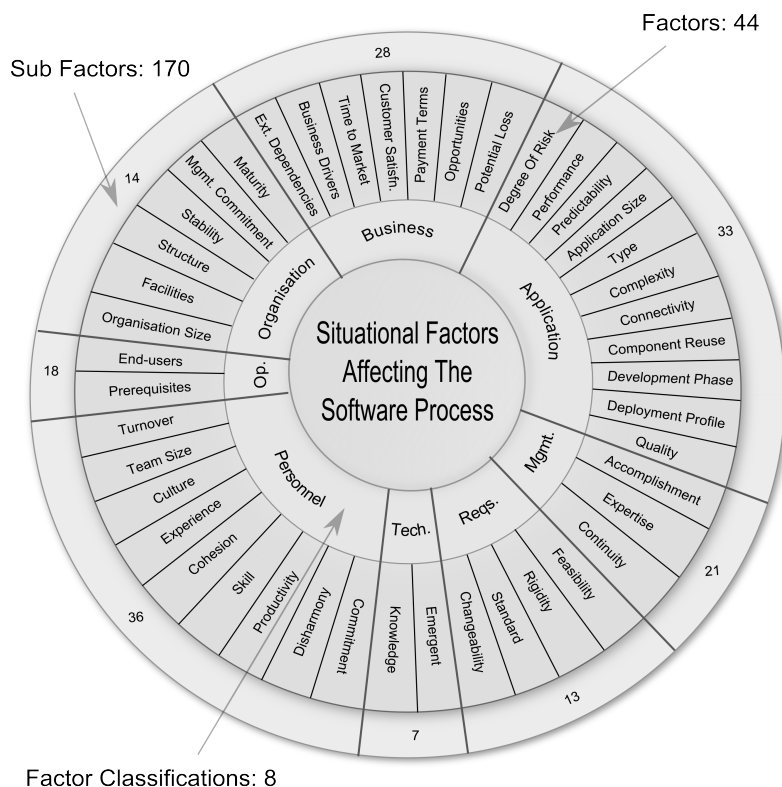 Factors: 44
Sub Factors: 170
28
14
33
18
21
36
13
7
Ext. Dependencies
Business Drivers
Time to Market
Customer Satisfn.
Payment Terms
Opportunities
Potential Loss
Degree Of Risk
Performance
Predictability
Application Size
Type
Complexity
Connectivity
Component Reuse
Development Phase
Deployment Profile
Quality
Accomplishment
Expertise
Continuity
Feasibility
Rigidity
Standard
Changeability
Emergent
Knowledge
Commitment
Disharmony
Productivity
Skill
Cohesion
Experience
Culture
Team Size
Turnover
Prerequisites
End-users
Organisation Size
Facilities
Structure
Stability
Mgmt. Commitment
Maturity
Business
Application
Mgmt.
Reqs.
Tech.
Personnel
Op.
Organisation
Situational Factors
Affecting The
Software Process
Factor Classifications: 8